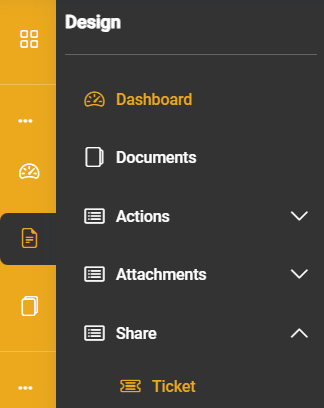 Design
Dashboard
Documents
Actions
Attachments
Share
Ticket